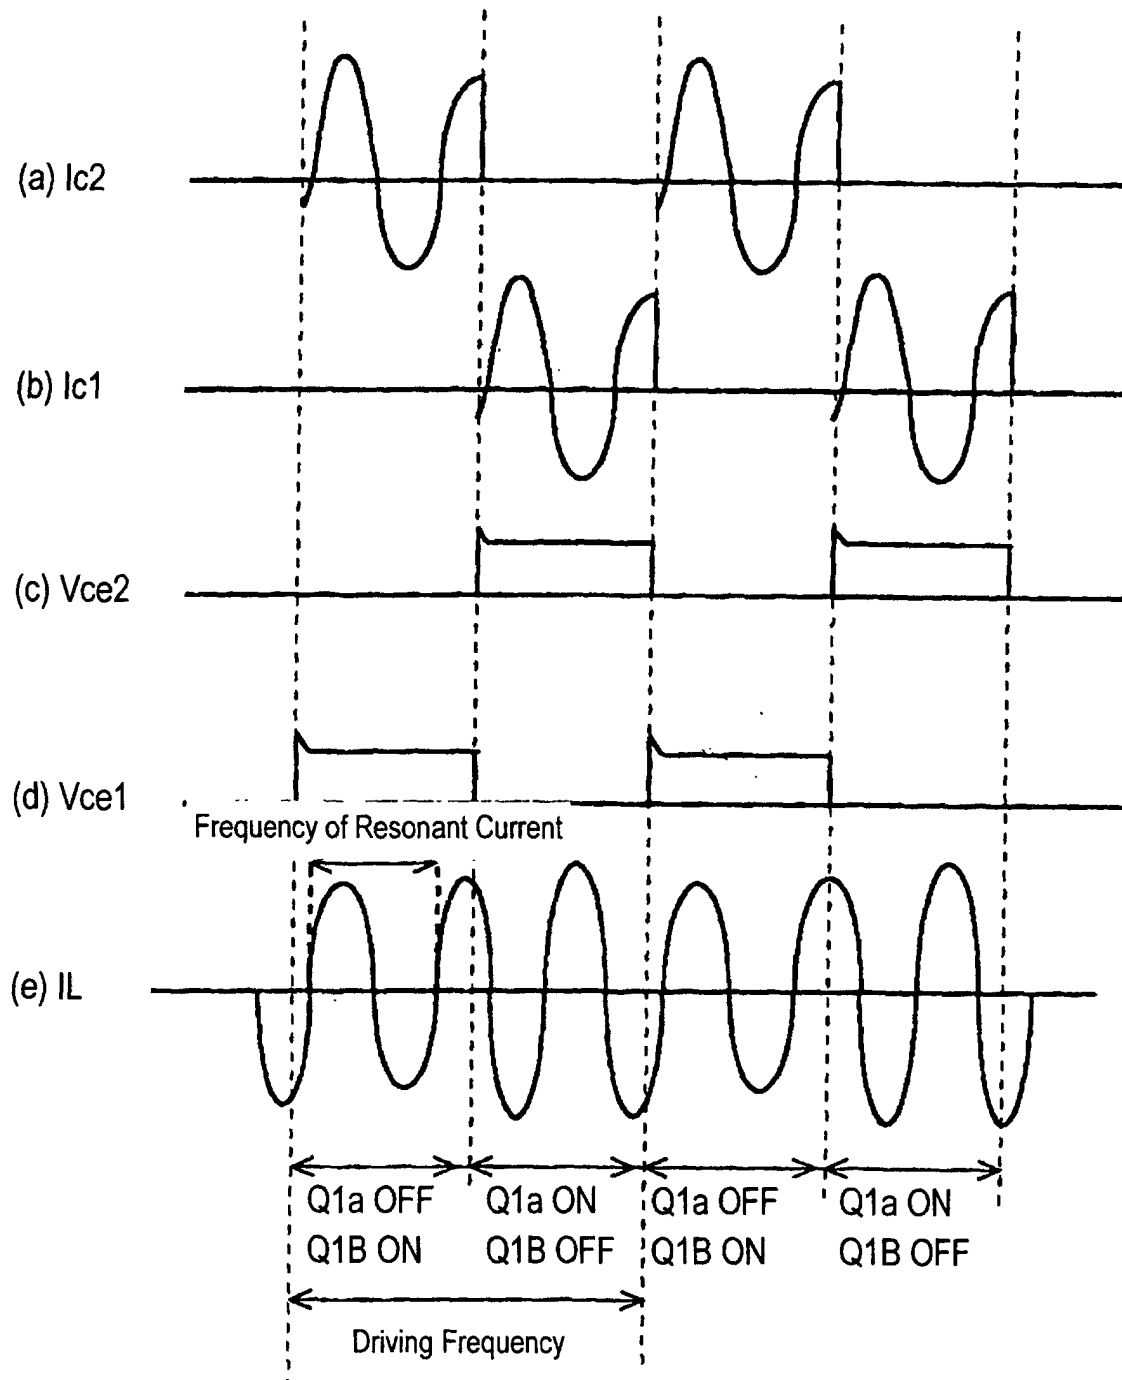 (a) Ic2
(b) Ic1
(c) Vce2
(d) Vce1
Frequency of Resonant Current
(e) IL
Q1a OFF Q1a ON Q1a OFF Q1a ON
Q1B ON Q1B OFF Q1B ON Q1B OFF
Driving Frequency